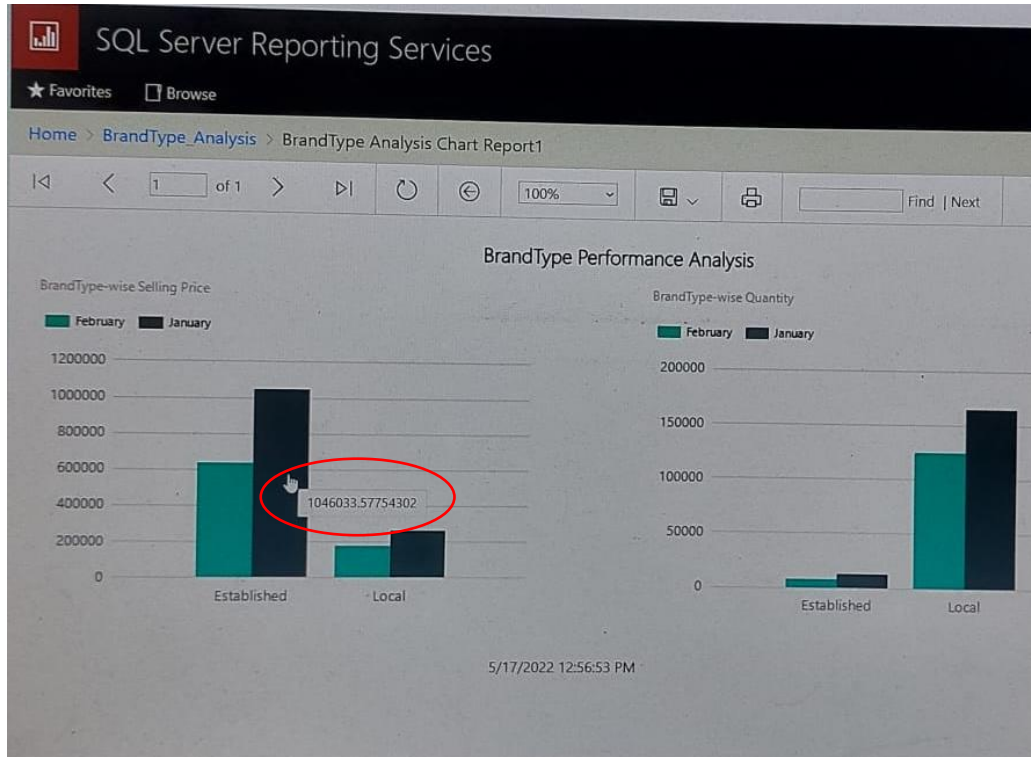 SQL Server Reporting Services
Favorites Browse
Home > BrandType_Analysis > BrandType Analysis Chart Report1
1 of 1 100% Find | Next
BrandType Performance Analysis
BrandType-wise Selling Price
February January
1200000
1000000
800000
600000
400000
200000
0
1046033.57754302
Established Local
BrandType-wise Quantity
February January
200000
150000
100000
50000
0
Established Local
5/17/2022 12:56:53 PM